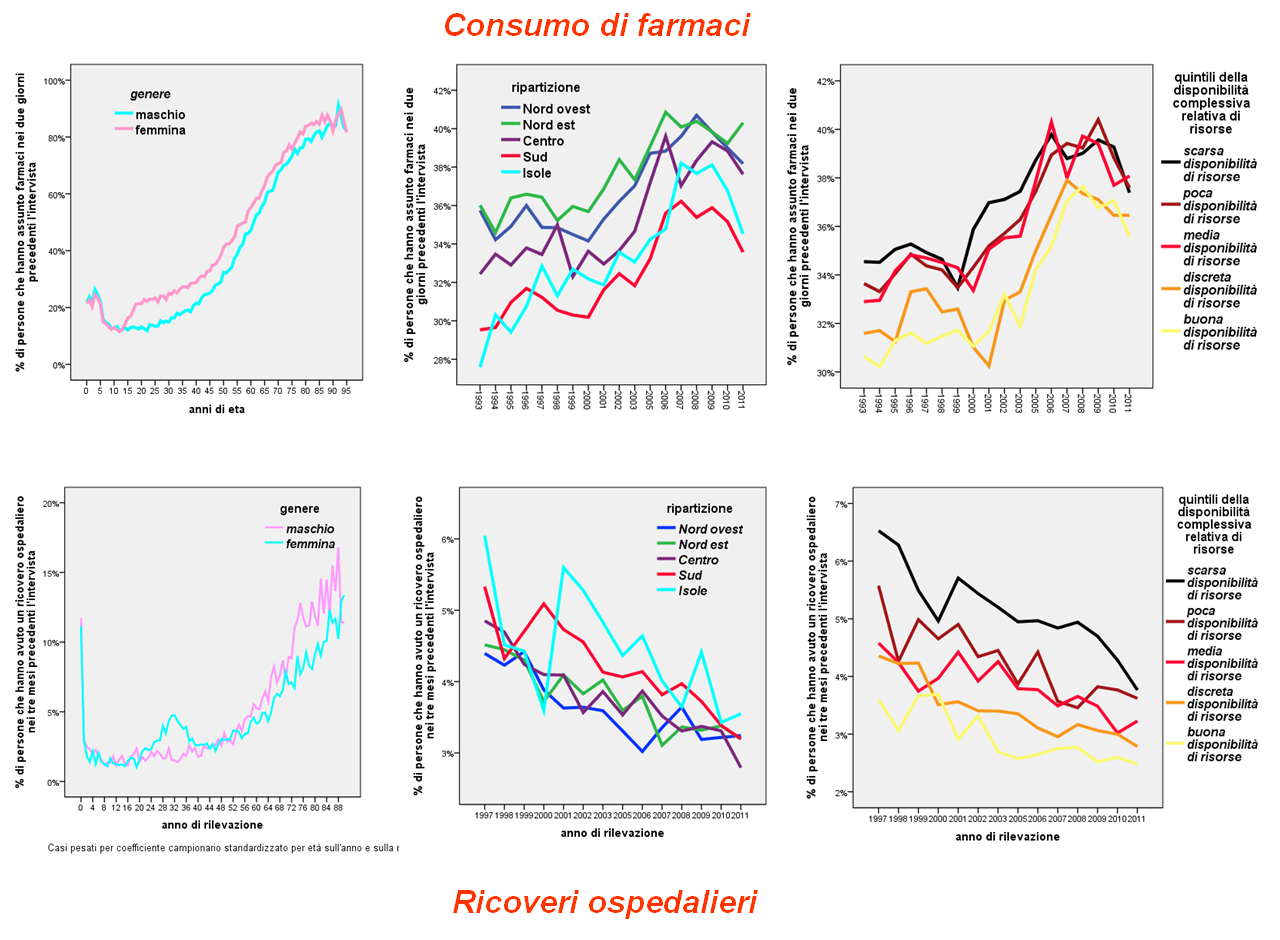 Consumo di farmaci
% di persone che hanno assunto farmaci nei due giorni
precedenti l'intervista
100%
80%
60%
40%
20%
0%
genere
maschio
femmina
0 5 10 15 20 25 30 35 40 45 50 55 60 65 70 75 80 85 90 95
anni di eta
% di persone che hanno assunto farmaci nei due
giorni precedenti l'intervista
42%
40%
38%
36%
34%
32%
30%
28%
ripartizione
Nord ovest
Nord est
Centro
Sud
Isole
1993 1994 1995 1996 1997 1998 1999 2000 2001 2002 2003 2005 2006 2007 2008 2009 2010 2011
% di persone che hanno assunto farmaci nei due
giorni precedenti l'intervista
42%
40%
38%
36%
34%
32%
30%
1993 1994 1995 1996 1997 1998 1999 2000 2001 2002 2003 2005 2006 2007 2008 2009 2010 2011
quintili della
disponibilità
complessiva
relativa di
risorse
scarsa
disponibilità
di risorse
poca
disponibilità
di risorse
media
disponibilità
di risorse
discreta
disponibilità
di risorse
buona
disponibilità
di risorse
% di persone che hanno avuto un ricovero ospedaliero
nei tre mesi precedenti l'intervista
20%
15%
10%
5%
0%
genere
maschio
femmina
0 4 8 12 16 20 24 28 32 36 40 44 48 52 56 60 64 68 72 76 80 84 88
anno di rilevazione
Casi pesati per coefficiente campionario standardizzato per età sull'anno e sulla r
% di persone che hanno avuto un ricovero ospedaliero
nei tre mesi precedenti l'intervista
6%
5%
4%
3%
ripartizione
Nord ovest
Nord est
Centro
Sud
Isole
1997 1998 1999 2000 2001 2002 2003 2005 2006 2007 2008 2009 2010 2011
anno di rilevazione
% di persone che hanno avuto un ricovero ospedaliero
nei tre mesi precedenti l'intervista
7%
6%
5%
4%
3%
2%
1997 1998 1999 2000 2001 2002 2003 2005 2006 2007 2008 2009 2010 2011
anno di rilevazione
quintili della
disponibilità
complessiva
relativa di
risorse
scarsa
disponibilità
di risorse
poca
disponibilità
di risorse
media
disponibilità
di risorse
discreta
disponibilità
di risorse
buona
disponibilità
di risorse
Ricoveri ospedalieri